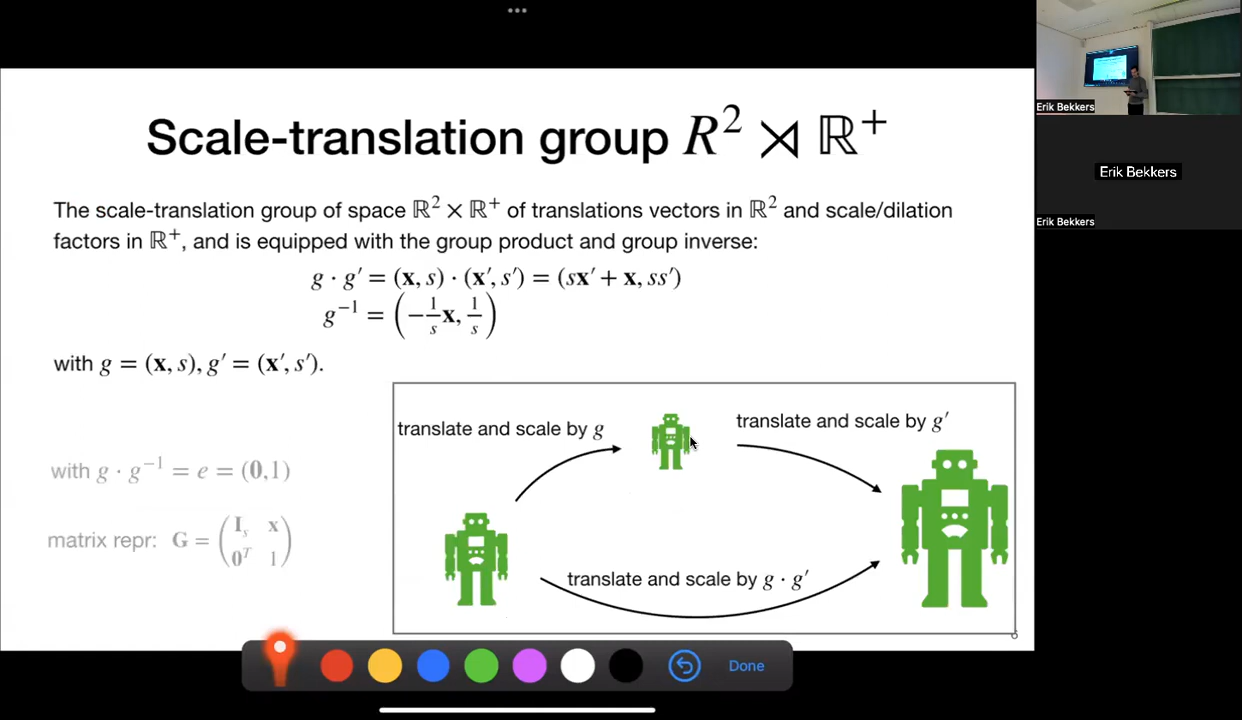 Scale-translation group R² ⋊ ℝ⁺
The scale-translation group of space ℝ² × ℝ⁺ of translations vectors in ℝ² and scale/dilation
factors in ℝ⁺, and is equipped with the group product and group inverse:
g · g′ = (𝐱, s) · (𝐱′, s′) = (s𝐱′ + 𝐱, ss′)
g⁻¹ = (−1/s 𝐱, 1/s)
with g = (𝐱, s), g′ = (𝐱′, s′).
translate and scale by g
translate and scale by g′
with g · g⁻¹ = e = (𝟎,1)
matrix repr: 𝐆 = (𝐈ₛ 𝐱
𝟎ᵀ 1)
translate and scale by g · g′
6
Done
Erik Bekkers
Erik Bekkers
Erik Bekkers